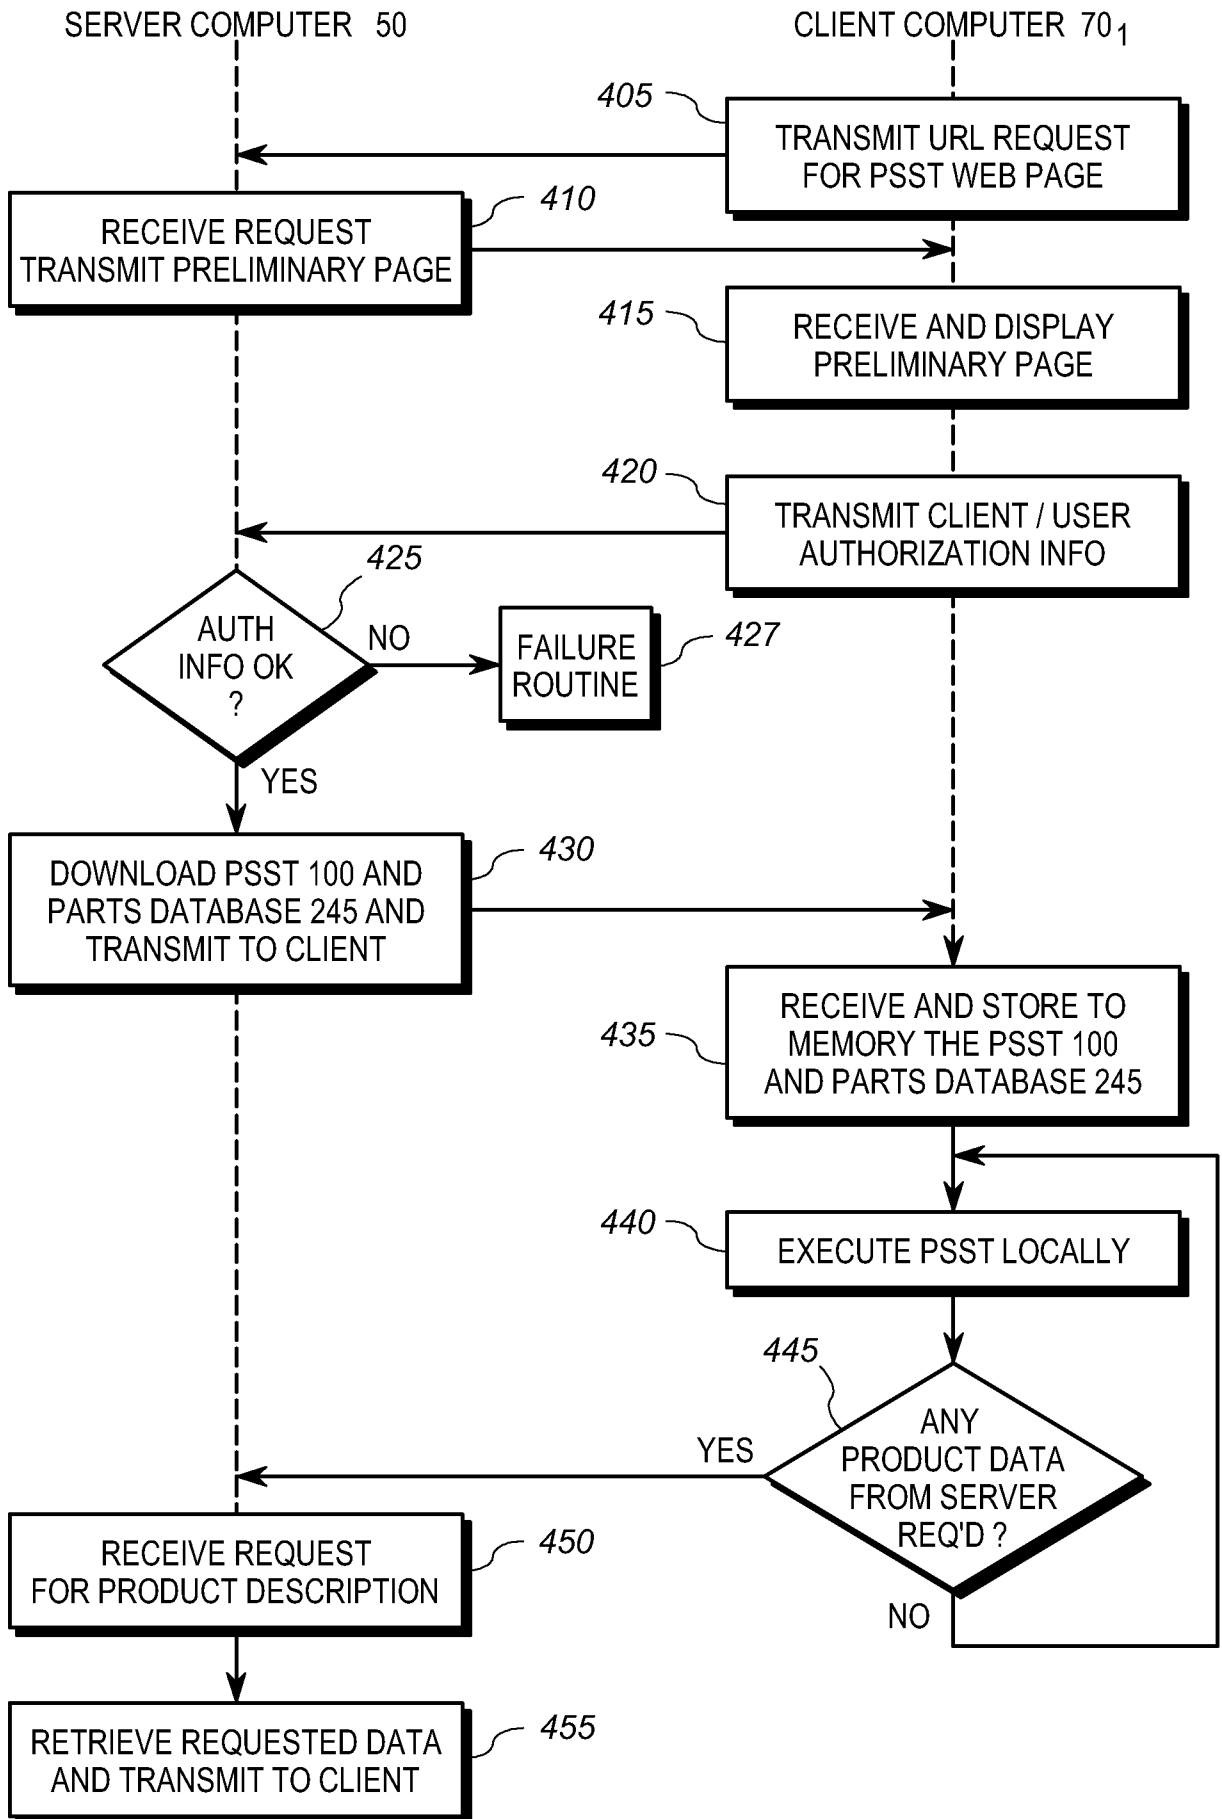 SERVER COMPUTER 50
CLIENT COMPUTER 70₁
405
TRANSMIT URL REQUEST
FOR PSST WEB PAGE
410
RECEIVE REQUEST
TRANSMIT PRELIMINARY PAGE
415
RECEIVE AND DISPLAY
PRELIMINARY PAGE
420
TRANSMIT CLIENT / USER
AUTHORIZATION INFO
425
AUTH
INFO OK
?
NO
FAILURE
ROUTINE
427
YES
DOWNLOAD PSST 100 AND
PARTS DATABASE 245 AND
TRANSMIT TO CLIENT
430
435
RECEIVE AND STORE TO
MEMORY THE PSST 100
AND PARTS DATABASE 245
440
EXECUTE PSST LOCALLY
445
ANY
PRODUCT DATA
FROM SERVER
REQ'D ?
YES
NO
RECEIVE REQUEST
FOR PRODUCT DESCRIPTION
450
RETRIEVE REQUESTED DATA
AND TRANSMIT TO CLIENT
455